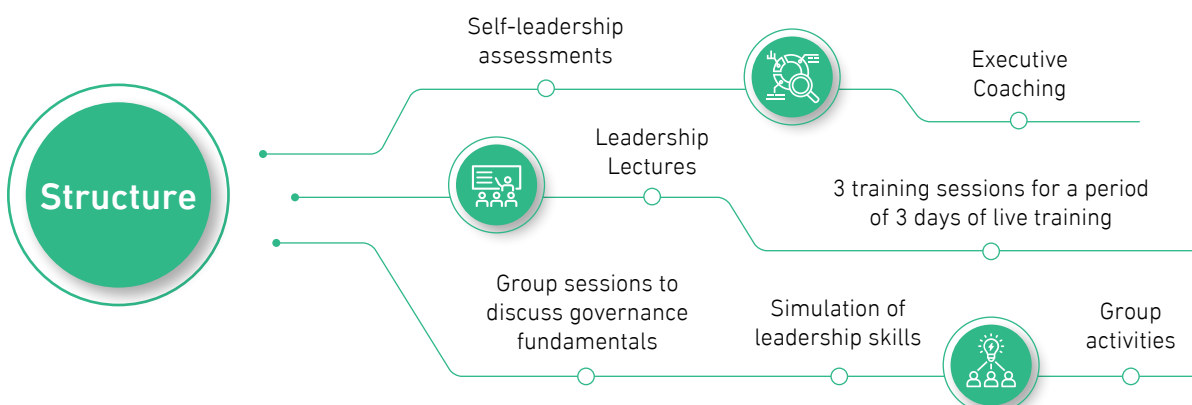 Structure
Self-leadership
assessments
Executive
Coaching
Leadership
Lectures
3 training sessions for a period
of 3 days of live training
Group sessions to
discuss governance
fundamentals
Simulation of
leadership skills
Group
activities